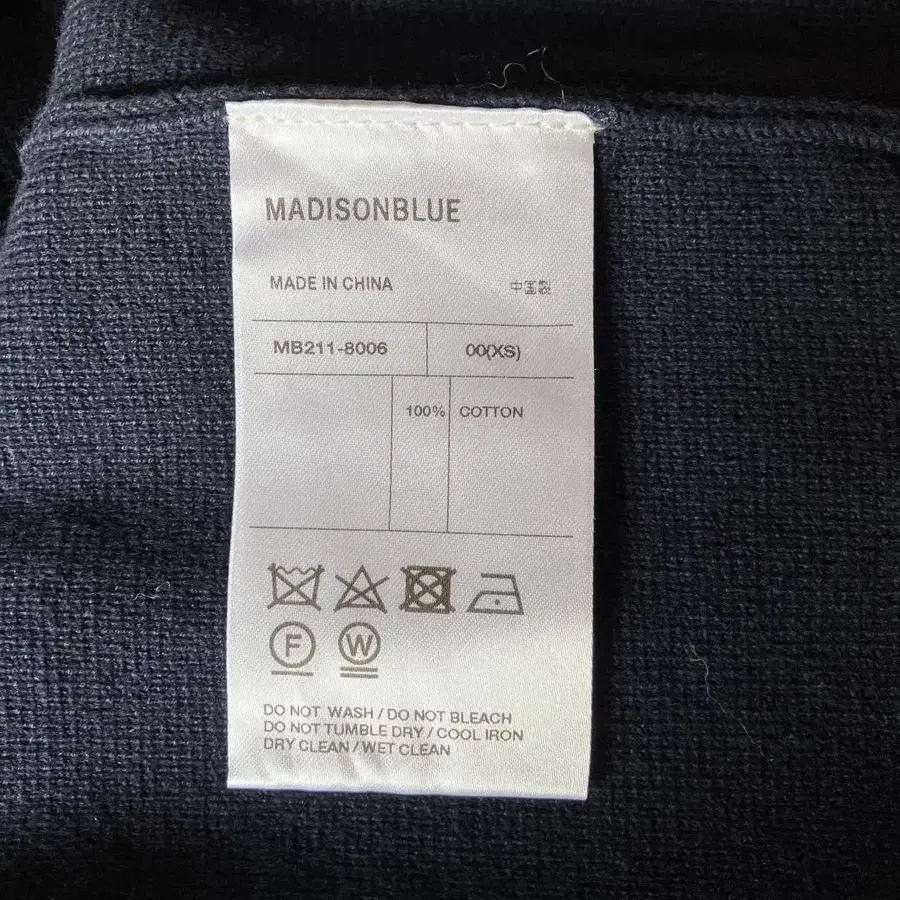 MADISONBLUE
MADE IN CHINA 中国製
MB211-8006 00(XS)
100% COTTON
F W
DO NOT WASH / DO NOT BLEACH
DO NOT TUMBLE DRY / COOL IRON
DRY CLEAN / WET CLEAN